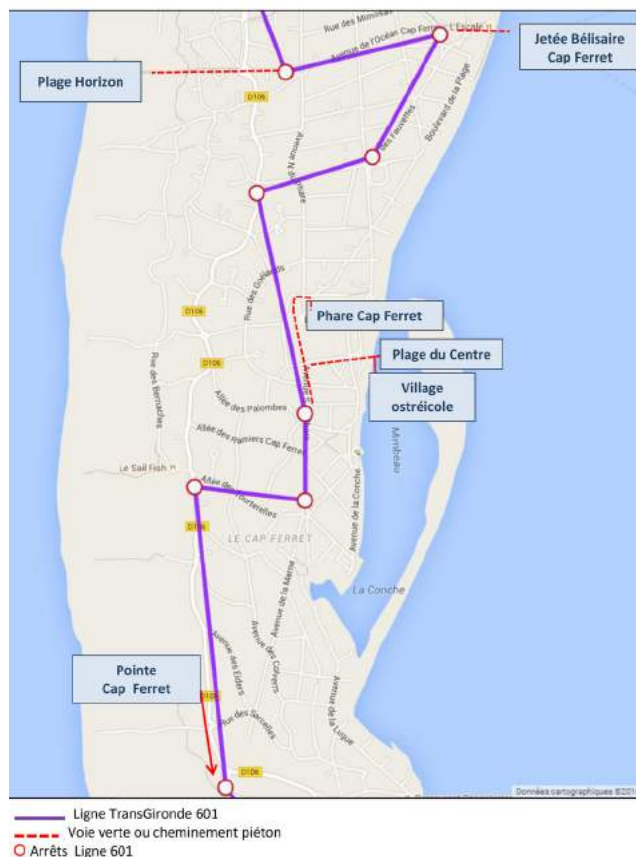 Rue des Mimosas
Avenue de l'Océan Cap Ferret
L'Escale
Jetée Bélisaire
Cap Ferret
Plage Horizon
D106
Boulevard de la Plage
des Fauvettes
Rue des Goélands
D106
Phare Cap Ferret
D106
Plage du Centre
Village
ostréicole
Rue des Bernaches
Allée des Palombes
Allée des Ramiers Cap Ferret
Mimbeau
Le Sail Fish
Allée des Tourterelles
Avenue de la Conche
D106
LE CAP FERRET
La Conche
Avenue de la Marne
Pointe
Cap Ferret
Avenue des Eiders
Avenue des Colverts
D106
Rue des Sarcelles
Avenue de la Lugue
D106
Données cartographiques ©201
Ligne TransGironde 601
Voie verte ou cheminement piéton
Arrêts Ligne 601